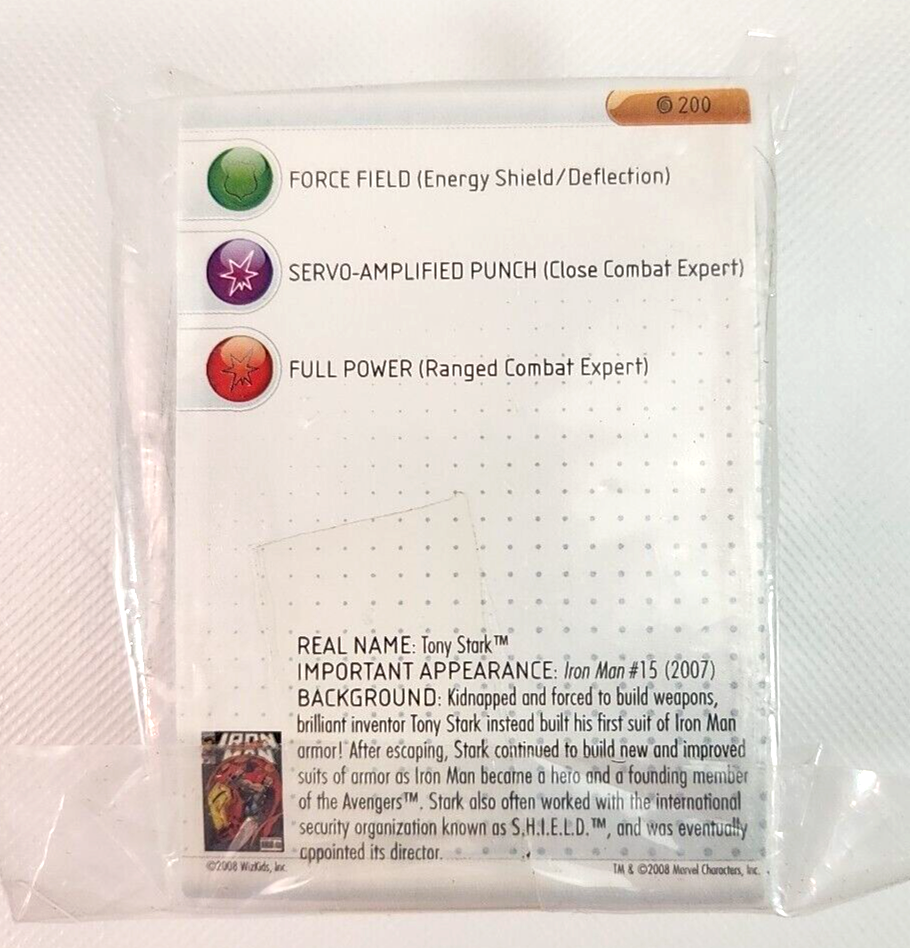 200
FORCE FIELD (Energy Shield/Deflection)
SERVO-AMPLIFIED PUNCH (Close Combat Expert)
FULL POWER (Ranged Combat Expert)
REAL NAME: Tony Stark™
IMPORTANT APPEARANCE: Iron Man #15 (2007)
BACKGROUND: Kidnapped and forced to build weapons,
brilliant inventor Tony Stark instead built his first suit of Iron Man
armor! After escaping, Stark continued to build new and improved
suits of armor as Iron Man became a hero and a founding member
of the Avengers™. Stark also often worked with the international
security organization known as S.H.I.E.L.D.™, and was eventually
appointed its director.
IRON
MAN
©2008 WizKids, Inc.
TM & ©2008 Marvel Characters, Inc.